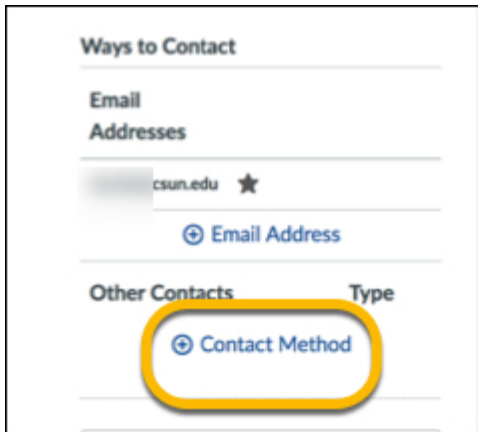 Ways to Contact
Email
Addresses
csun.edu
Email Address
Other Contacts Type
Contact Method